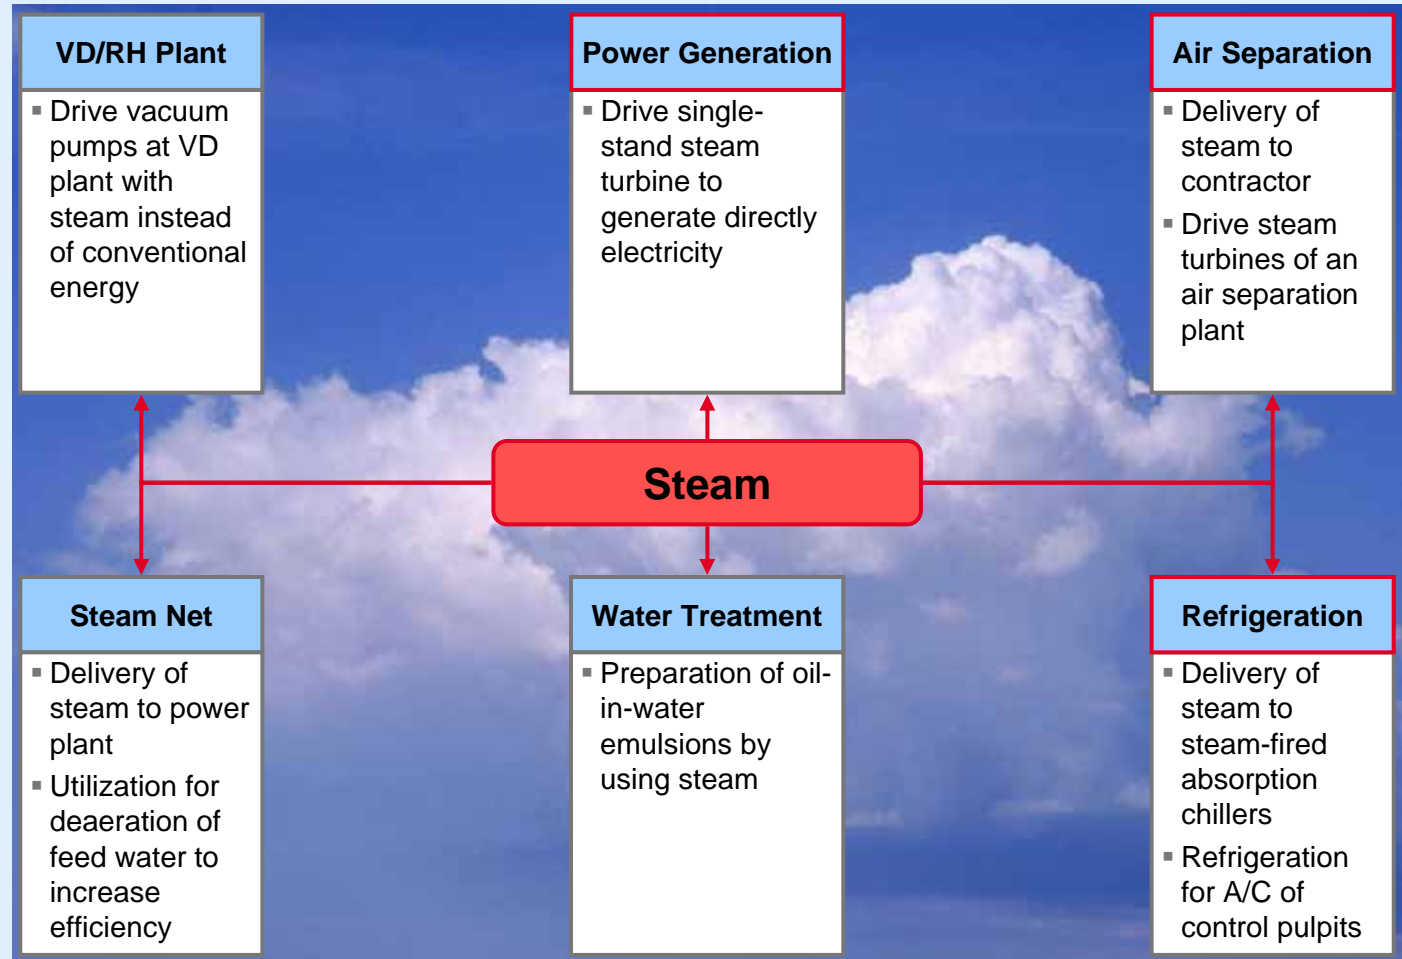 VD/RH Plant
▪ Drive vacuum
pumps at VD
plant with
steam instead
of conventional
energy
Power Generation
▪ Drive single-
stand steam
turbine to
generate directly
electricity
Air Separation
▪ Delivery of
steam to
contractor
▪ Drive steam
turbines of an
air separation
plant
Steam
Steam Net
▪ Delivery of
steam to power
plant
▪ Utilization for
deaeration of
feed water to
increase
efficiency
Water Treatment
▪ Preparation of oil-
in-water
emulsions by
using steam
Refrigeration
▪ Delivery of
steam to
steam-fired
absorption
chillers
▪ Refrigeration
for A/C of
control pulpits